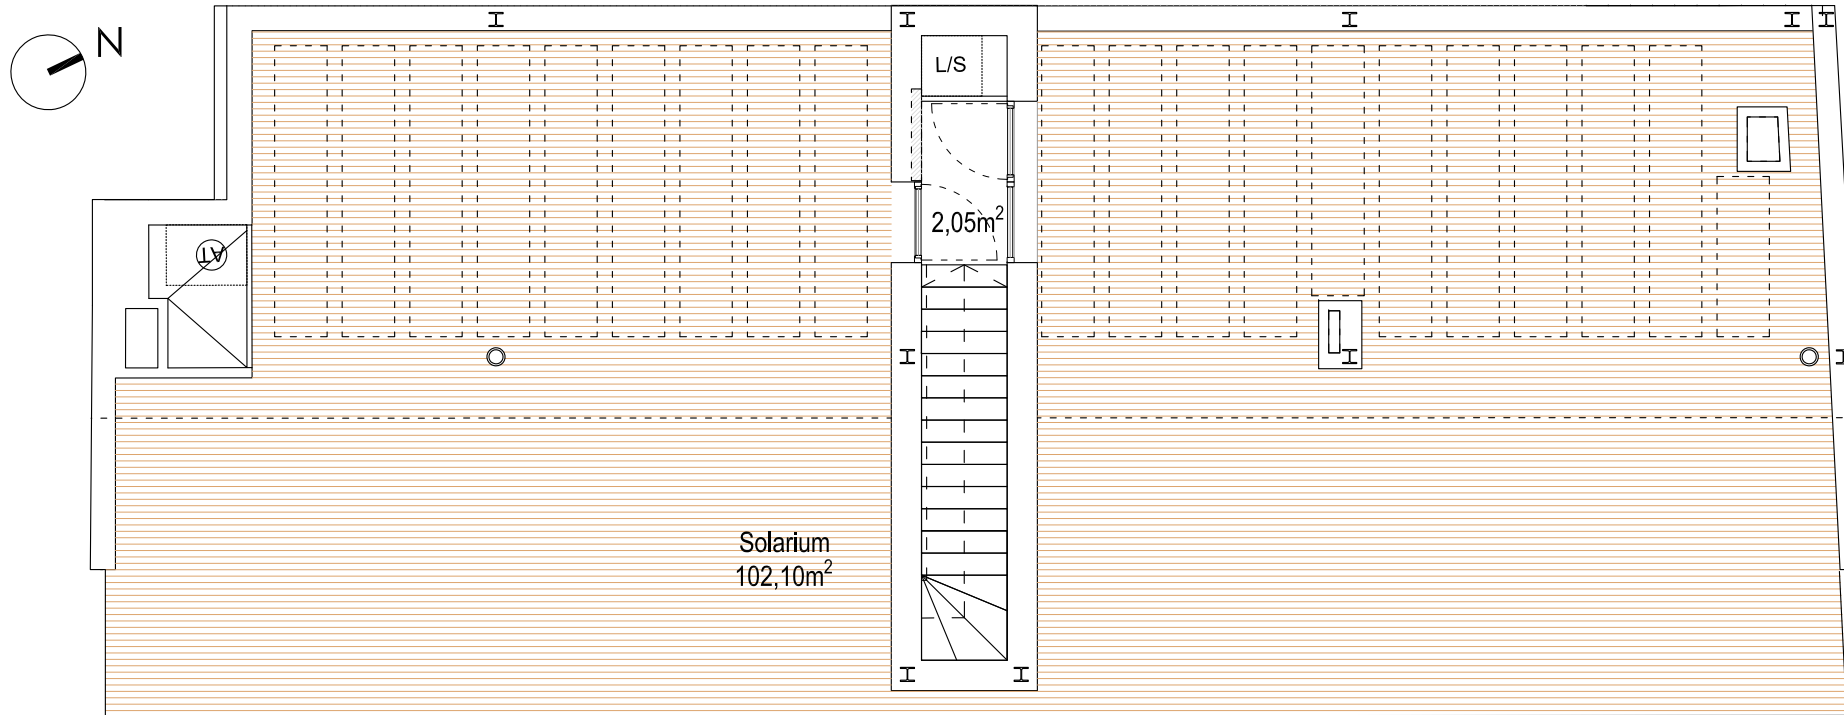 N
L/S
AT
2,05m²
Solarium
102,10m²